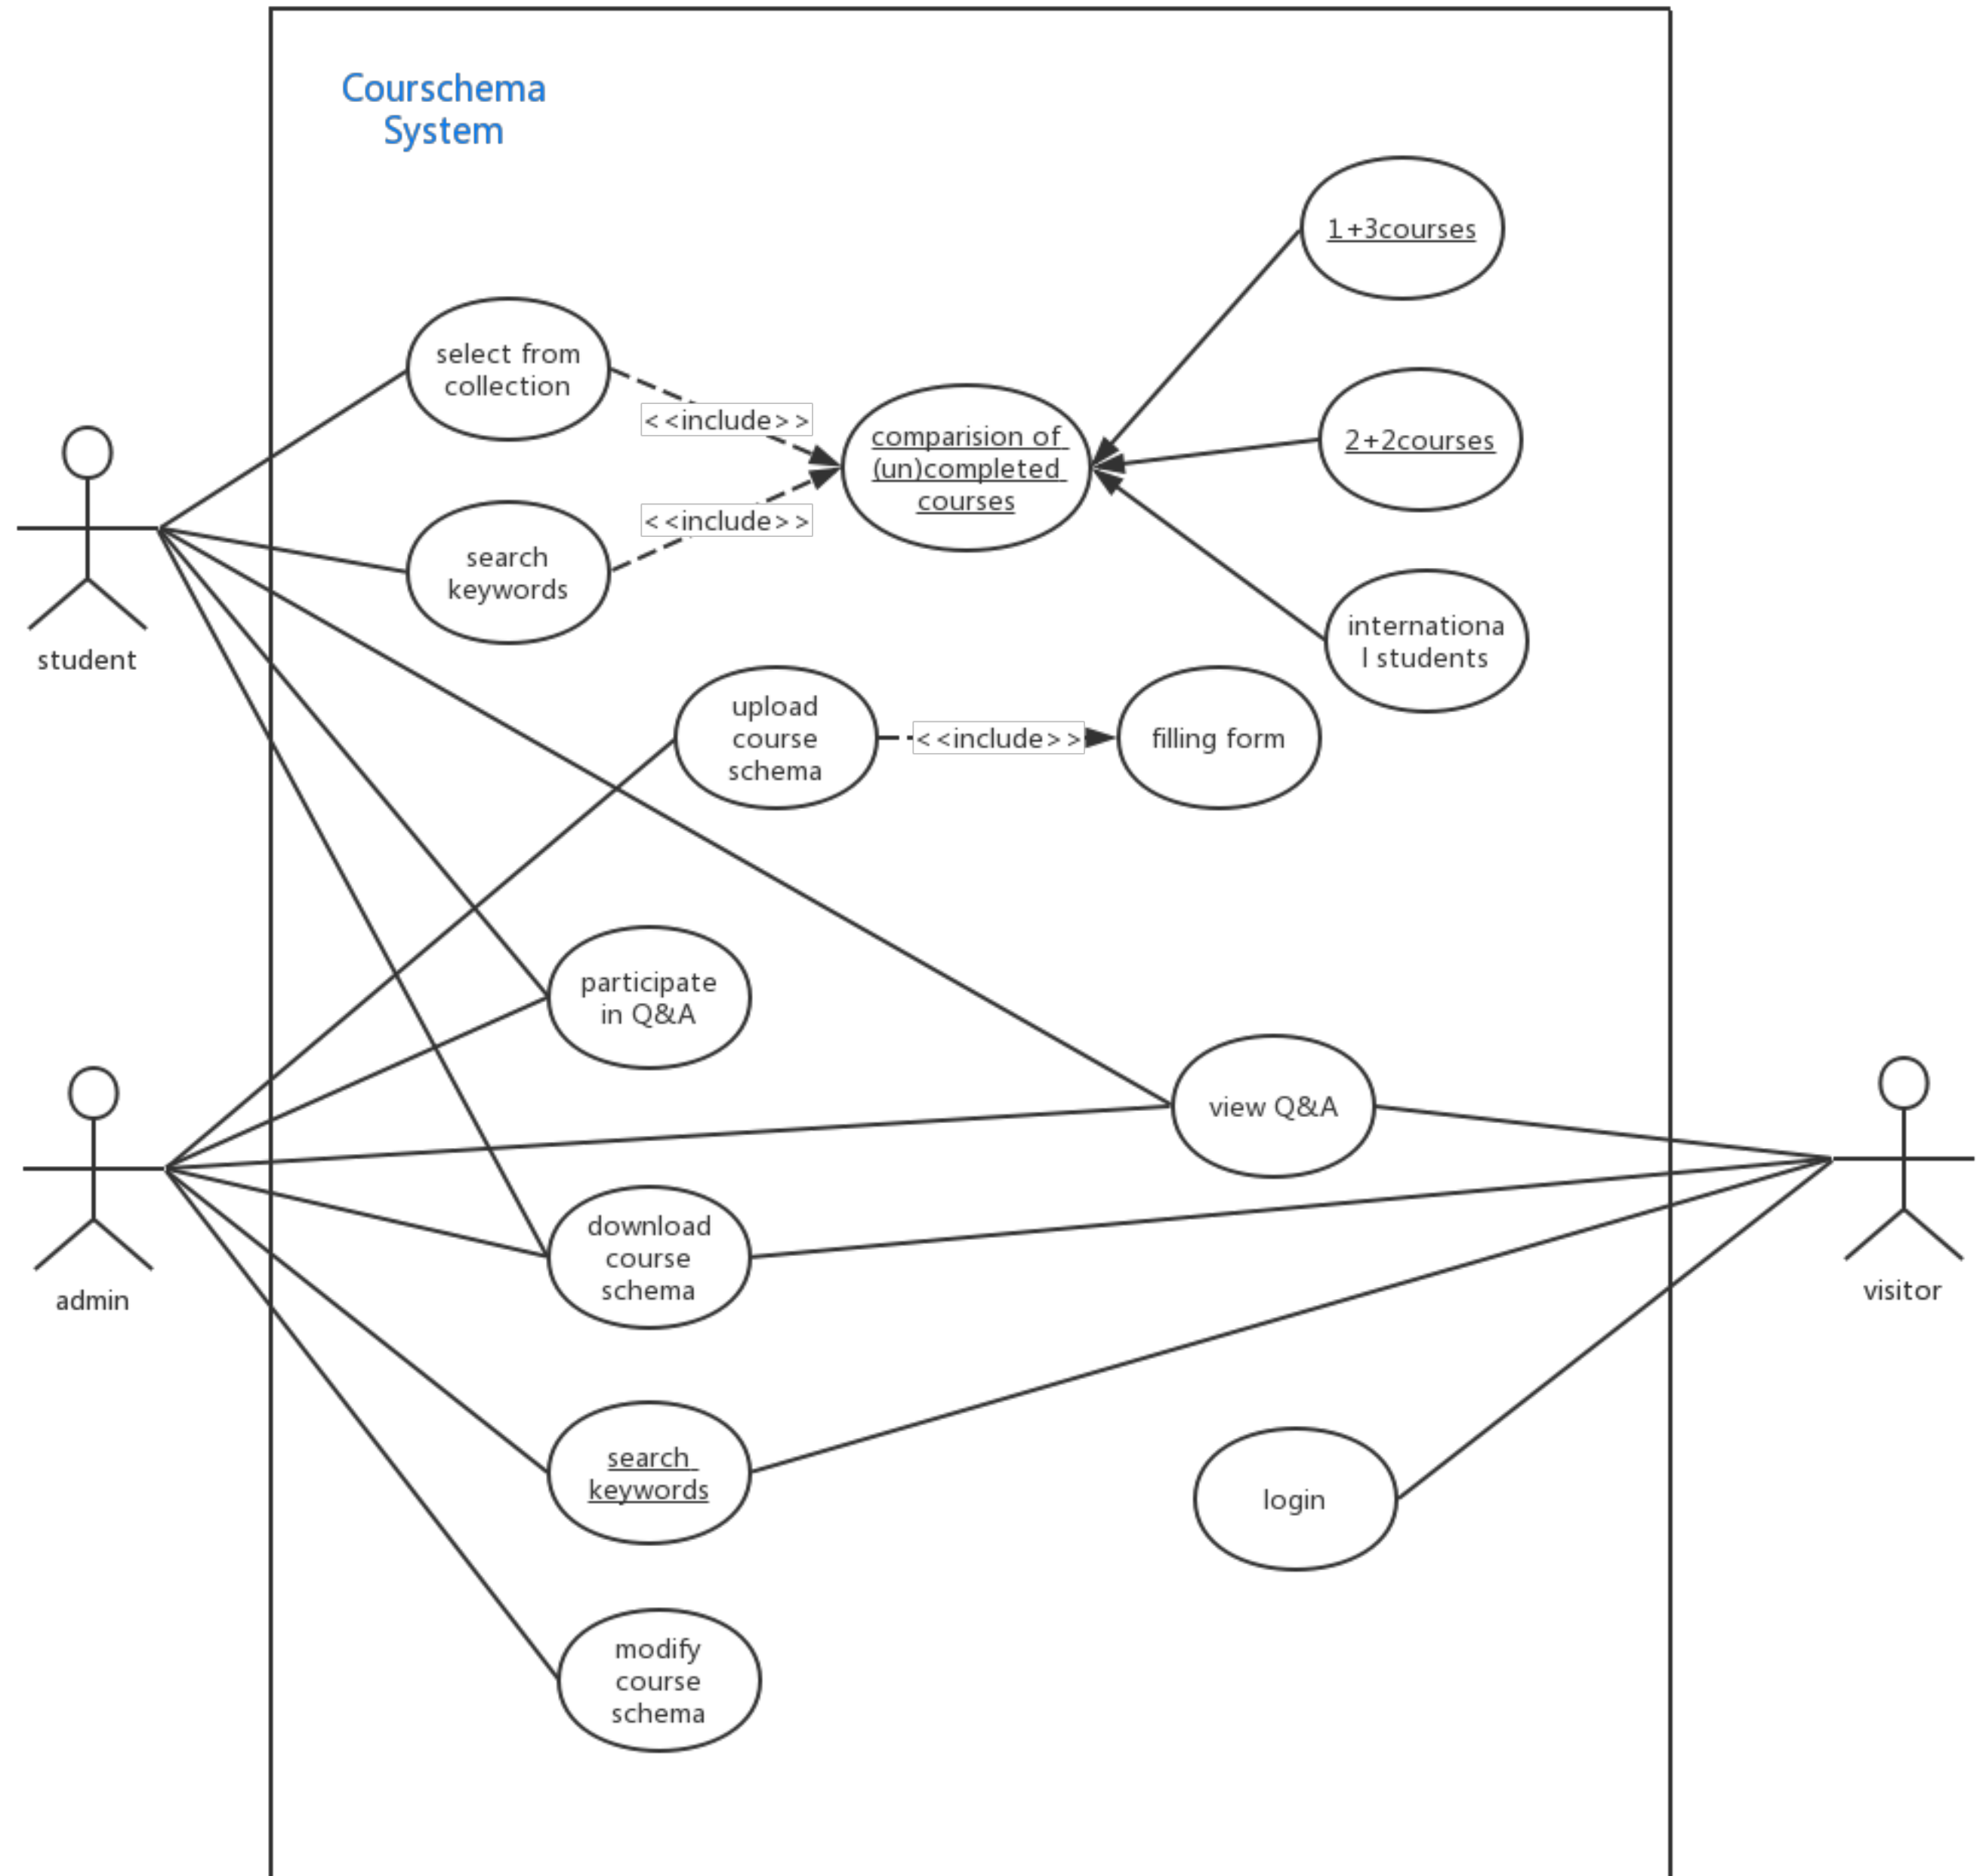 Courschema
System
1+3courses
select from
collection
<<include>>
comparision of
(un)completed
courses
2+2courses
<<include>>
search
keywords
student
internationa
l students
upload
course
schema
<<include>>
filling form
participate
in Q&A
view Q&A
admin
download
course
schema
visitor
search
keywords
login
modify
course
schema